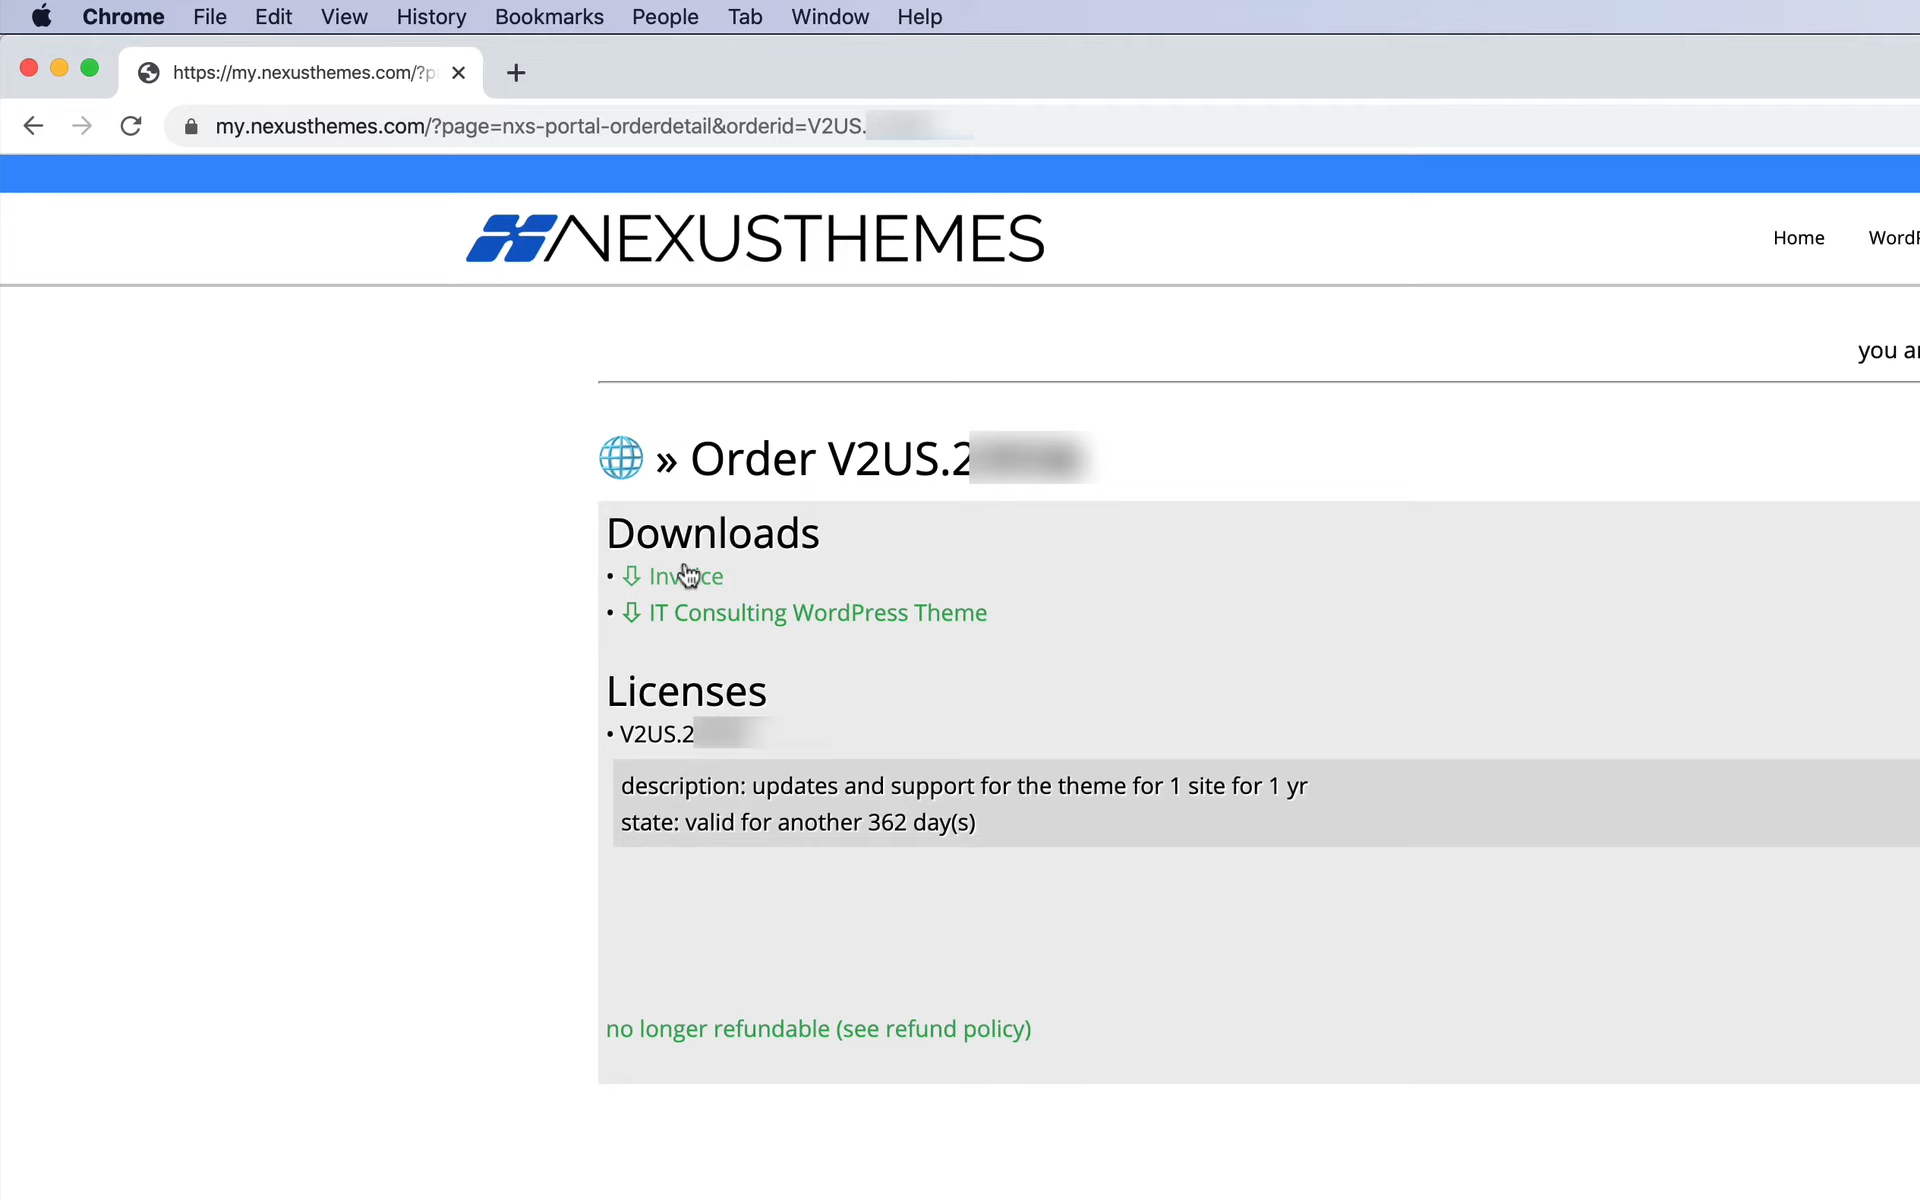 Chrome File Edit View History Bookmarks People Tab Window Help
https://my.nexusthemes.com/?p
my.nexusthemes.com/?page=nxs-portal-orderdetail&orderid=V2US.
NEXUSTHEMES
Home
you
» Order V2US.2
Downloads
• ⇩ Invoice
• ⇩ IT Consulting WordPress Theme
Licenses
• V2US.2
description: updates and support for the theme for 1 site for 1 yr
state: valid for another 362 day(s)
no longer refundable (see refund policy)